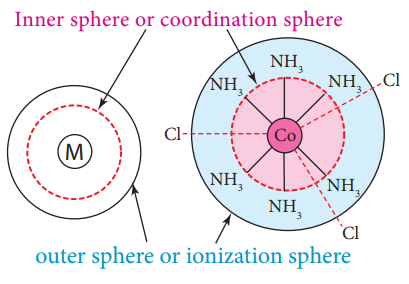 Inner sphere or coordination sphere
NH3
NH3
NH3
Cl
Cl
M
Co
NH3
NH3
NH3
Cl
outer sphere or ionization sphere